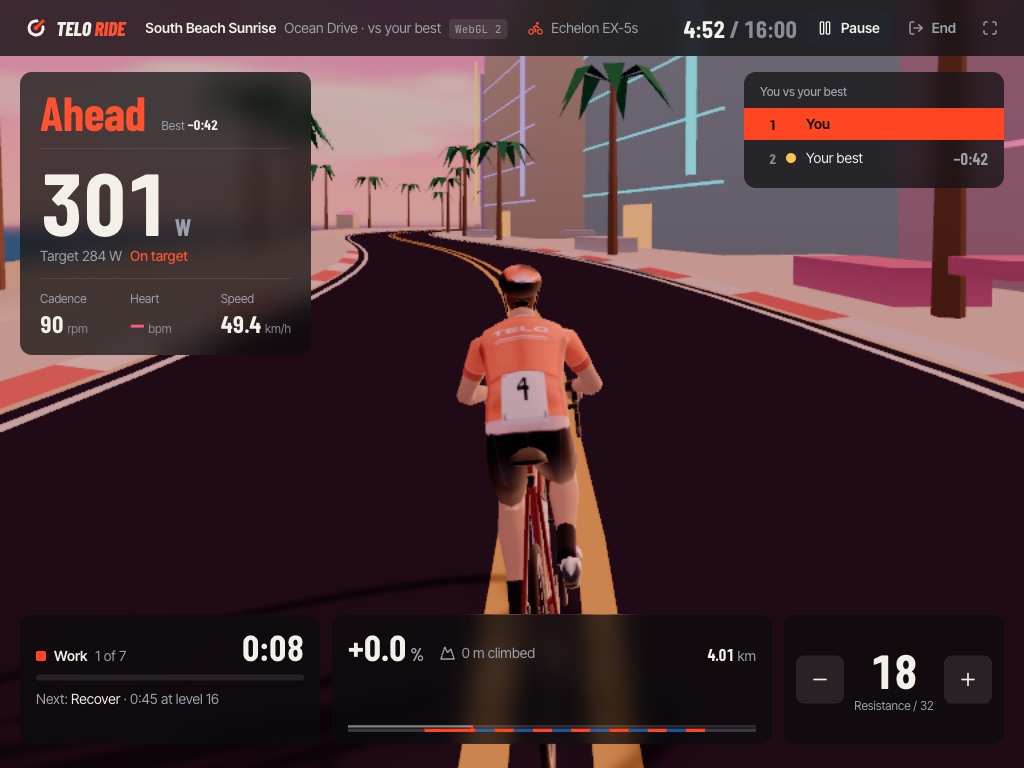 TELO RIDE South Beach Sunrise Ocean Drive · vs your best WebGL 2 Echelon EX-5s 4:52 / 16:00 Pause End
Ahead Best −0:42
301 W
Target 284 W On target
Cadence Heart Speed
90 rpm – bpm 49.4 km/h
You vs your best
1 You
2 Your best −0:42
TELO
4
Work 1 of 7 0:08
Next: Recover · 0:45 at level 16
+0.0 % 0 m climbed 4.01 km
− 18 +
Resistance / 32